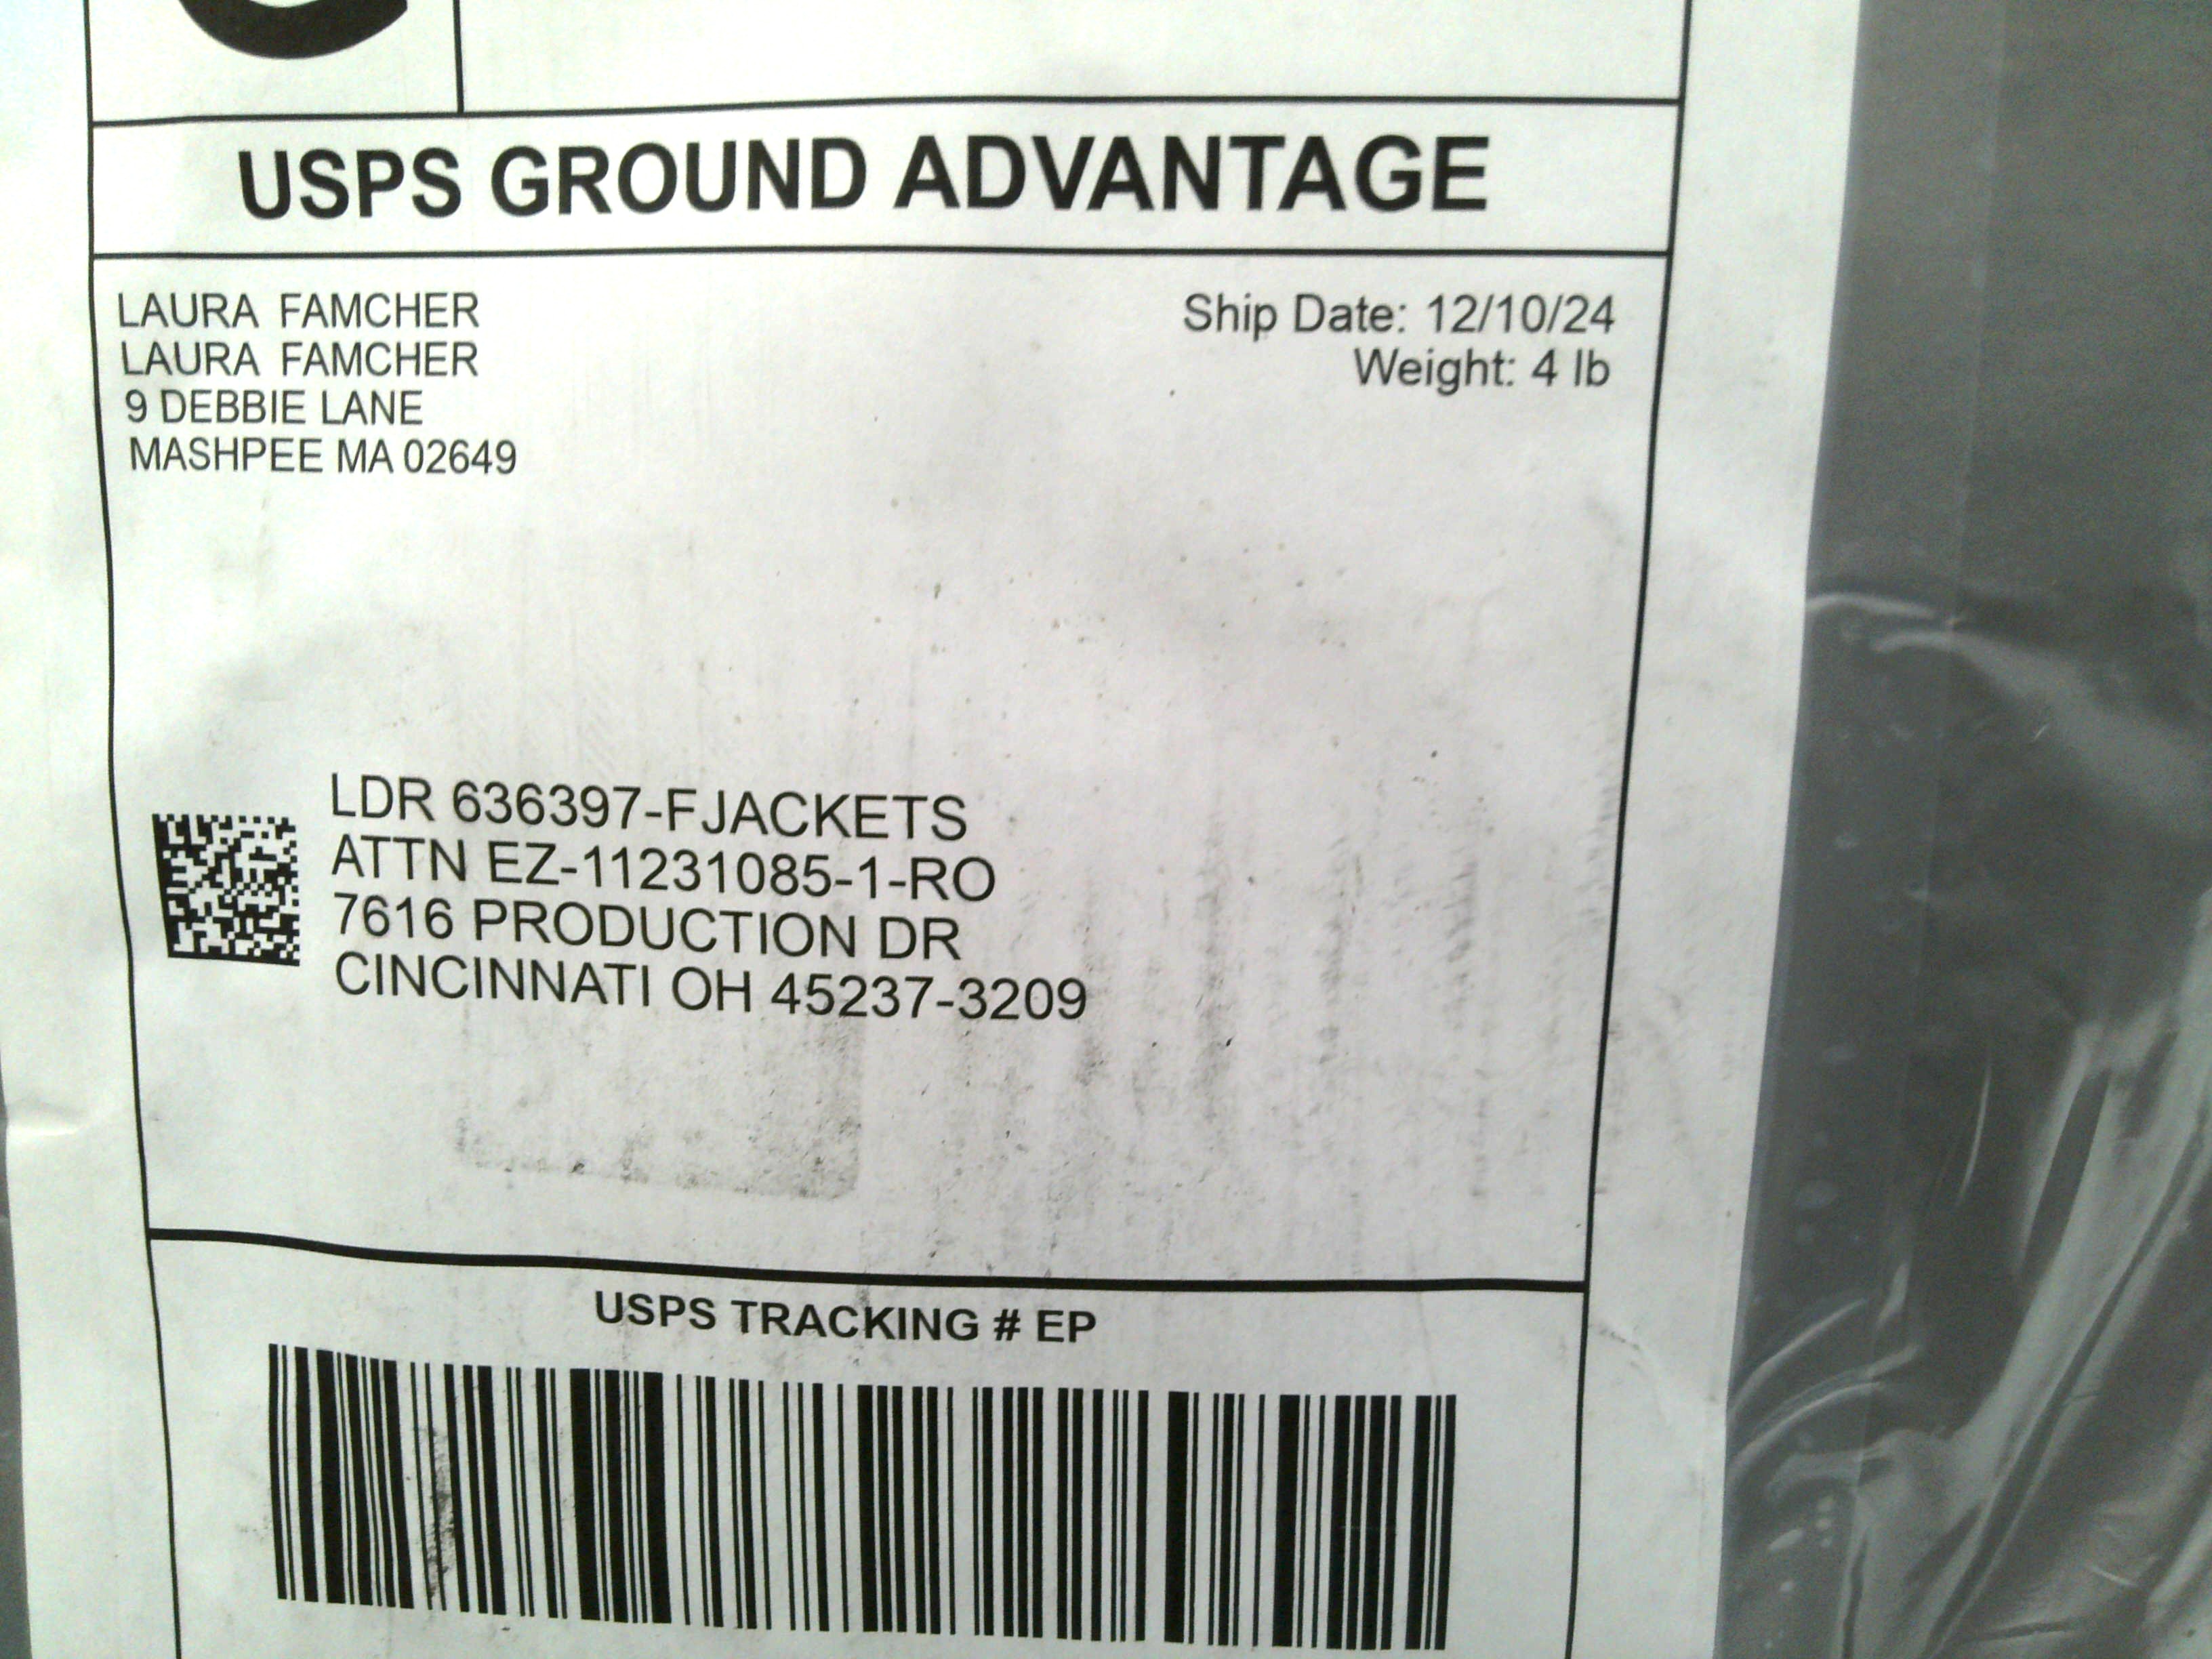 USPS GROUND ADVANTAGE
LAURA FAMCHER
LAURA FAMCHER
9 DEBBIE LANE
MASHPEE MA 02649
Ship Date: 12/10/24
Weight: 4 lb
LDR 636397-FJACKETS
ATTN EZ-11231085-1-RO
7616 PRODUCTION DR
CINCINNATI OH 45237-3209
USPS TRACKING # EP